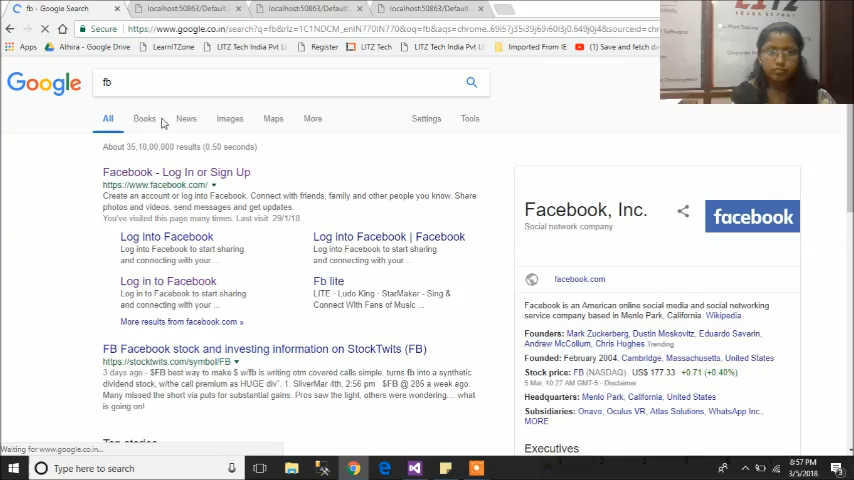 fb - Google Search
localhost:50863/Default.
localhost:50863/Default.
localhost:50863/Default.
Secure
https://www.google.co.in/search?q=fb&rlz=1C1NDCM_enIN770IN770&oq=fb&aqs=chrome..69i57j35i39j69i60l3j0.649j0j4&sourceid=chr
Apps
Athira - Google Drive
LearnITZone
LITZ Tech India Pvt Ltd
Register
LITZ Tech
LITZ Tech India Pvt Ltd
Imported From IE
(1) Save and fetch da
Google
fb
All
Books
News
Images
Maps
More
Settings
Tools
About 35,10,00,000 results (0.50 seconds)
Facebook - Log In or Sign Up
https://www.facebook.com/
Create an account or log into Facebook. Connect with friends, family and other people you know. Share
photos and videos, send messages and get updates.
You've visited this page many times. Last visit: 29/1/18
Log into Facebook
Log into Facebook to start sharing
and connecting with your ...
Log into Facebook | Facebook
Log into Facebook to start sharing
and connecting with your ...
Log in to Facebook
Log in to Facebook to start sharing
and connecting with your ...
Fb lite
LITE · Ludo King · StarMaker - Sing &
Connect With Fans of Music ...
More results from facebook.com »
FB Facebook stock and investing information on StockTwits (FB)
https://stocktwits.com/symbol/FB
3 days ago - $FB best way to make $ w/fb is writing otm covered calls simple. turns fb into a synthetic
dividend stock, w/the call premium as HUGE div". 1. SliverMar 4th, 2:56 pm · $FB @ 285 a week ago.
Many missed the short via puts for substantial gains. Pros saw the light, others were wondering.... what
is going on!
Top stories
Facebook, Inc.
Social network company
facebook
facebook.com
Facebook is an American online social media and social networking
service company based in Menlo Park, California. Wikipedia
Founders: Mark Zuckerberg, Dustin Moskovitz, Eduardo Saverin,
Andrew McCollum, Chris Hughes Trending
Founded: February 2004, Cambridge, Massachusetts, United States
Stock price: FB (NASDAQ) US$ 177.33 +0.71 (+0.40%)
5 Mar, 10:27 AM GMT-5 - Disclaimer
Headquarters: Menlo Park, California, United States
Subsidiaries: Onavo, Oculus VR, Atlas Solutions, WhatsApp Inc.,
MORE
Executives
Waiting for www.google.co.in...
Type here to search
8:57 PM
3/5/2018